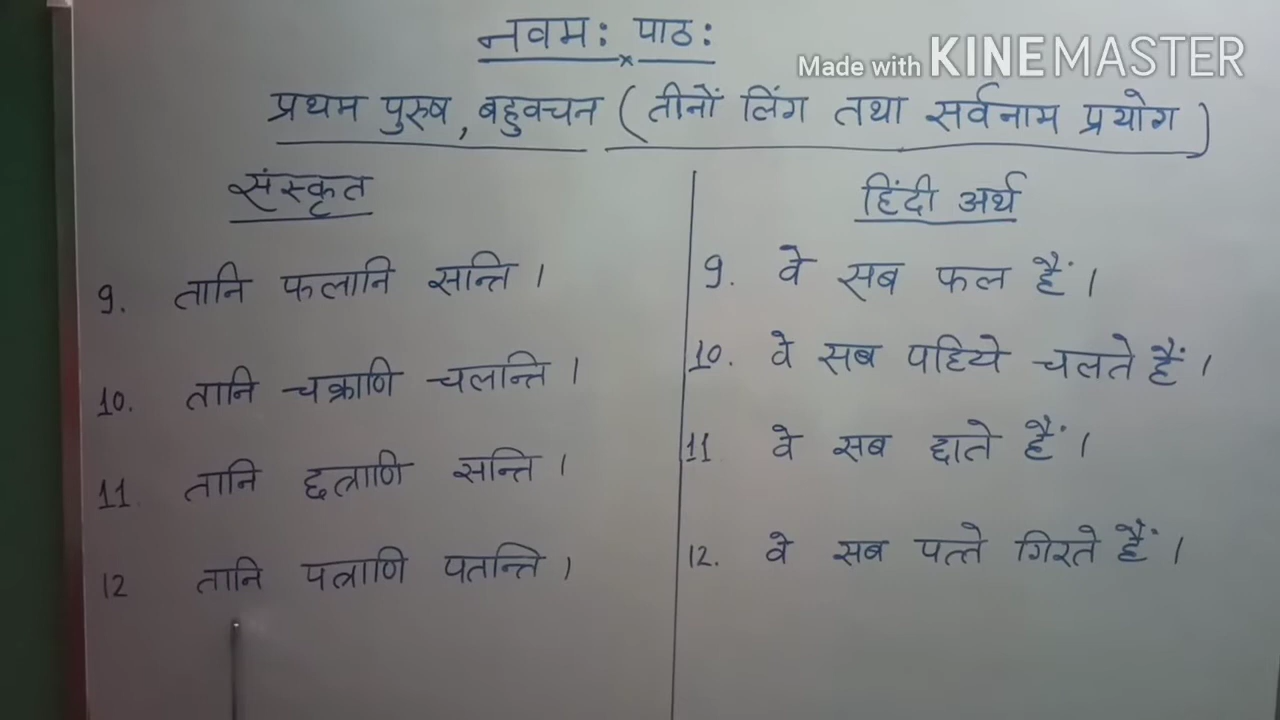 नवमः पाठः
Made with KINEMASTER
प्रथम पुरुष, बहुवचन (तीनों लिंग तथा सर्वनाम प्रयोग)
संस्कृत
हिंदी अर्थ
9. तानि फलानि सन्ति।
9. वे सब फल हैं।
10. तानि चक्राणि चलन्ति।
10. वे सब पहिये चलते हैं।
11. तानि छत्राणि सन्ति।
11 वे सब छाते हैं।
12 तानि पत्राणि पतन्ति।
12. वे सब पत्ते गिरते हैं।